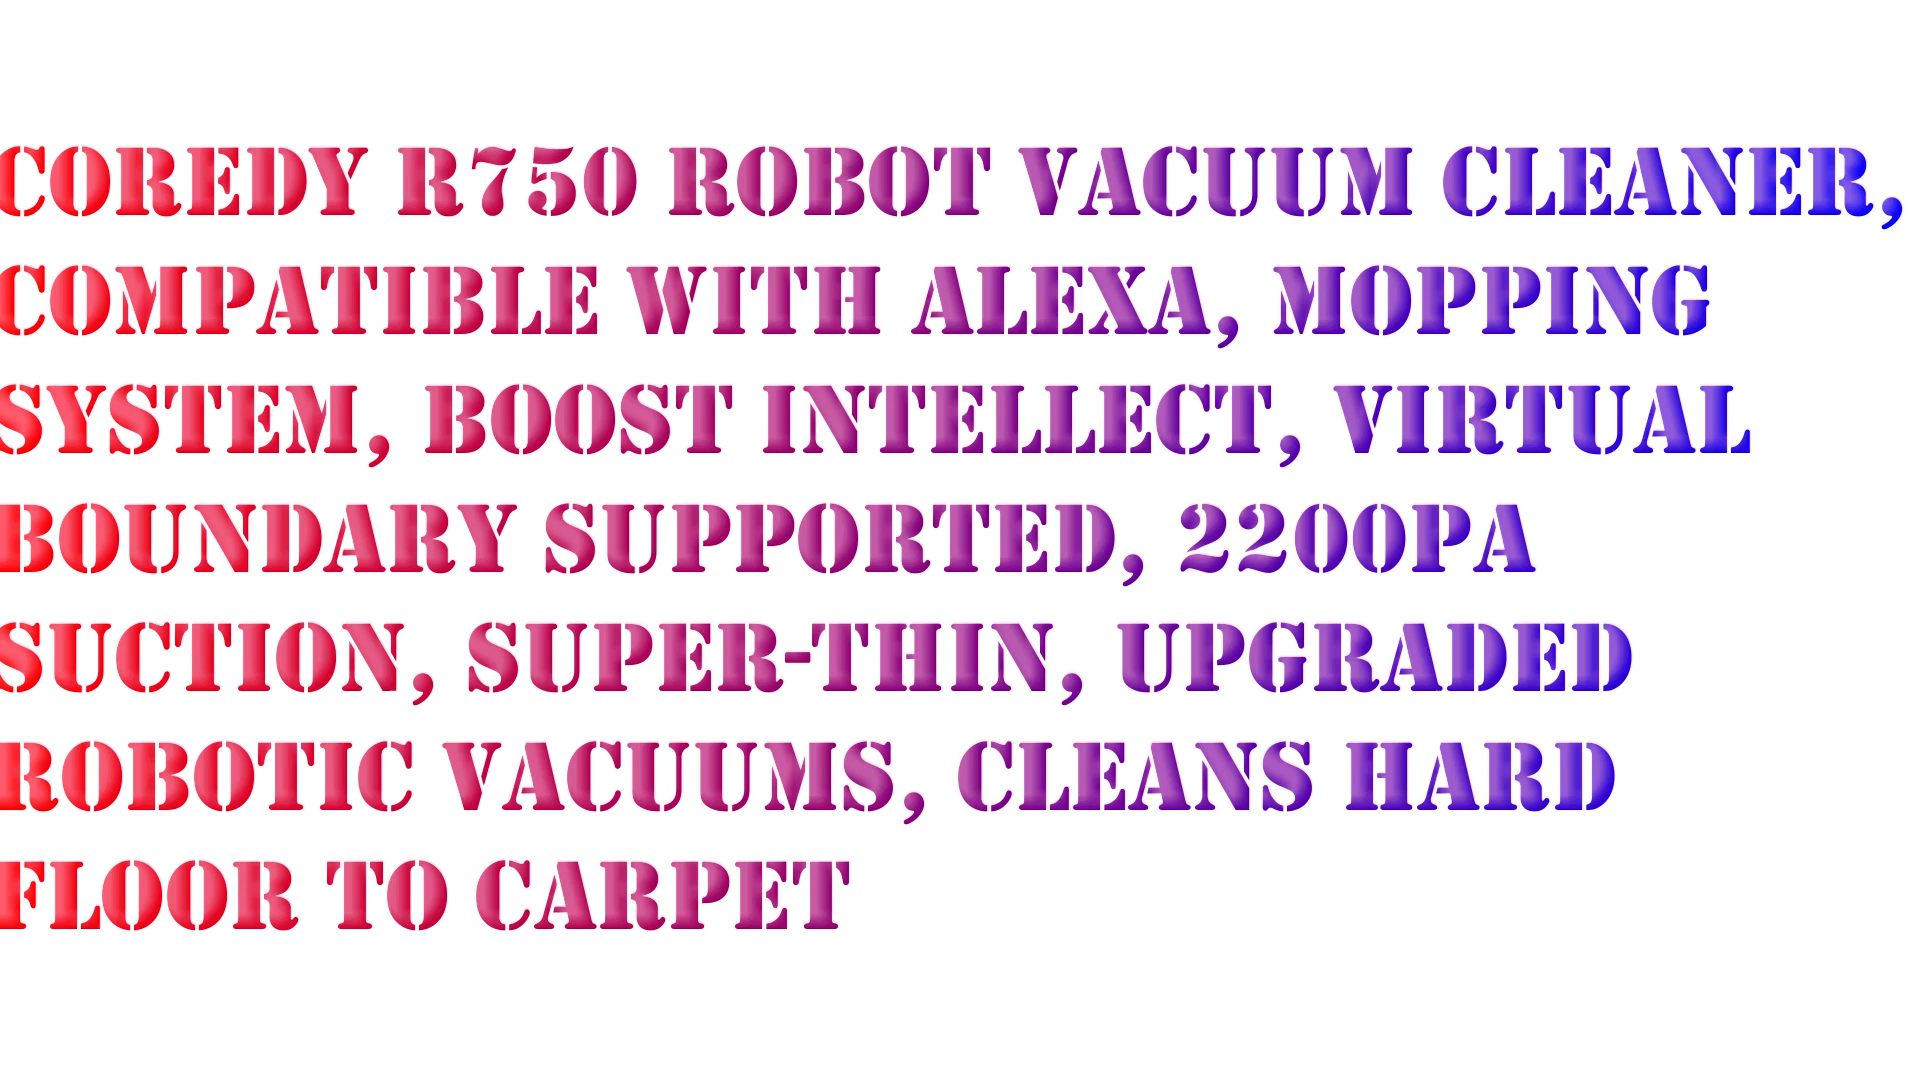 COREDY R750 ROBOT VACUUM CLEANER,
COMPATIBLE WITH ALEXA, MOPPING
SYSTEM, BOOST INTELLECT, VIRTUAL
BOUNDARY SUPPORTED, 2200PA
SUCTION, SUPER-THIN, UPGRADED
ROBOTIC VACUUMS, CLEANS HARD
FLOOR TO CARPET